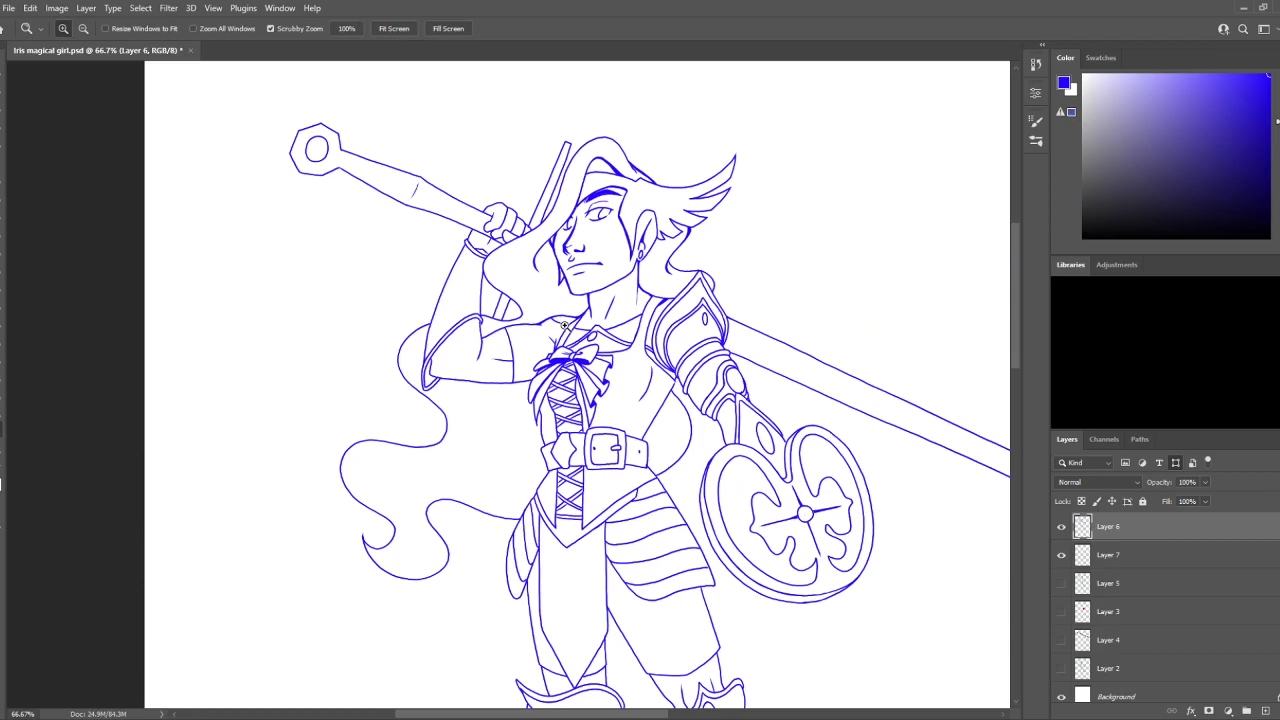 File Edit Image Layer Type Select Filter 3D View Plugins Window Help
Resize Windows to Fit Zoom All Windows Scrubby Zoom 100% Fit Screen Fill Screen
Iris magical girl.psd @ 66.7% (Layer 6, RGB/8) * ×
Color Swatches
Libraries Adjustments
Layers Channels Paths
Kind
Normal Opacity: 100%
Lock: Fill: 100%
Layer 6
Layer 7
Layer 5
Layer 3
Layer 4
Layer 2
Background
66.67% Doc: 24.9M/84.3M
fx